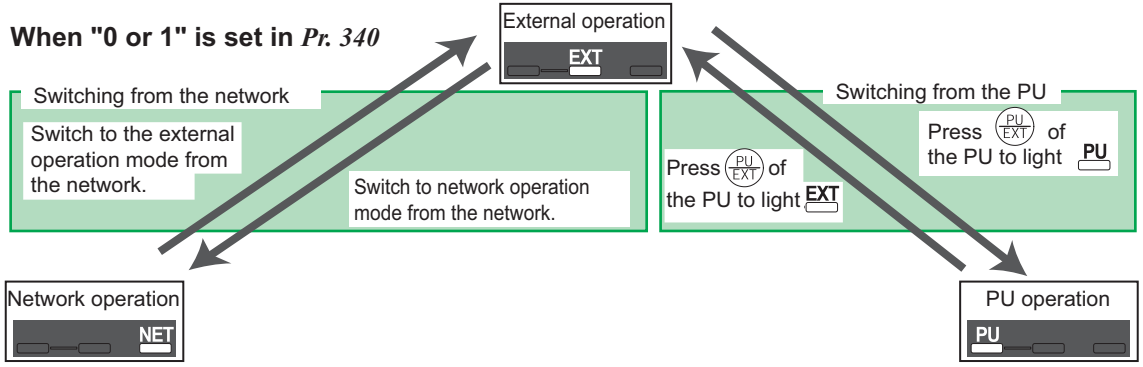 When "0 or 1" is set in Pr. 340
External operation
EXT
Switching from the network
Switch to the external
operation mode from
the network.
Switch to network operation
mode from the network.
Switching from the PU
Press PU/EXT of
the PU to light EXT
Press PU/EXT of
the PU to light PU
Network operation
NET
PU operation
PU